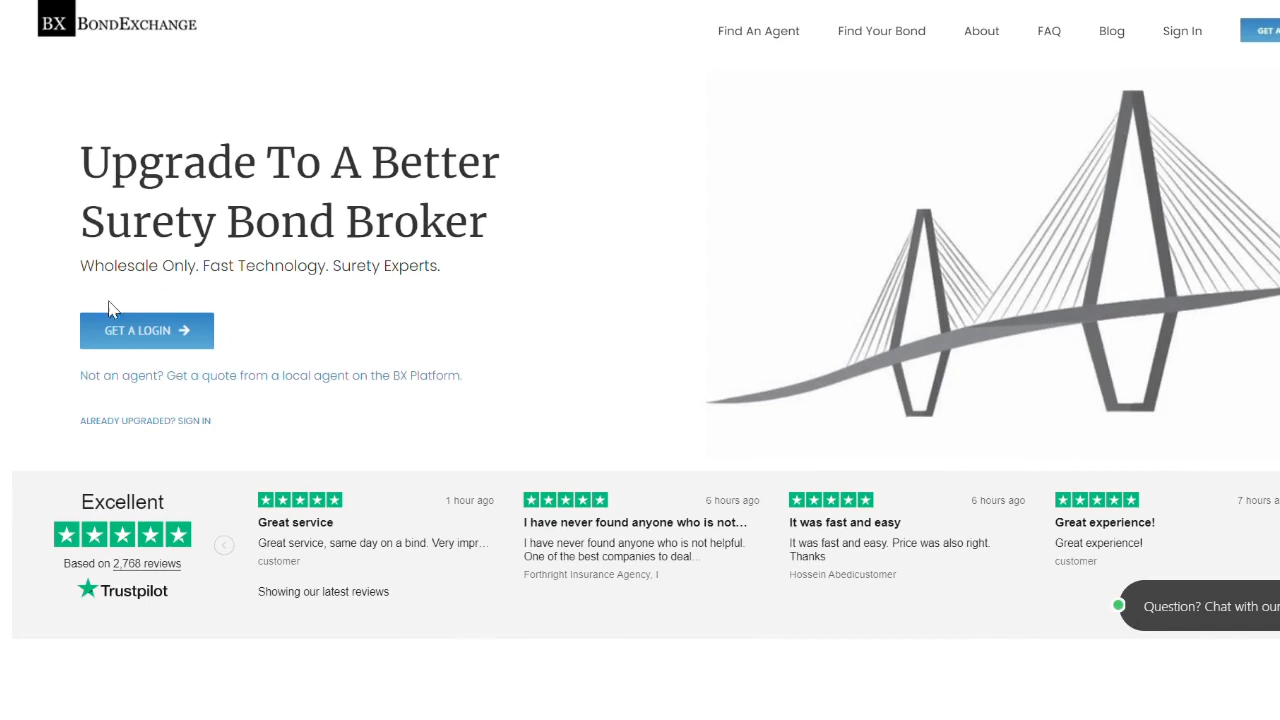 BX BONDEXCHANGE
Find An Agent
Find Your Bond
About
FAQ
Blog
Sign In
GET A
Upgrade To A Better
Surety Bond Broker
Wholesale Only. Fast Technology. Surety Experts.
GET A LOGIN
Not an agent? Get a quote from a local agent on the BX Platform.
ALREADY UPGRADED? SIGN IN
Excellent
Based on 2,768 reviews
Trustpilot
1 hour ago
Great service
Great service, same day on a bind. Very impr...
customer
Showing our latest reviews
6 hours ago
I have never found anyone who is not...
I have never found anyone who is not helpful.
One of the best companies to deal...
Forthright Insurance Agency, I
6 hours ago
It was fast and easy
It was fast and easy. Price was also right.
Thanks
Hossein Abedicustomer
7 hours a
Great experience!
Great experience!
customer
Question? Chat with our